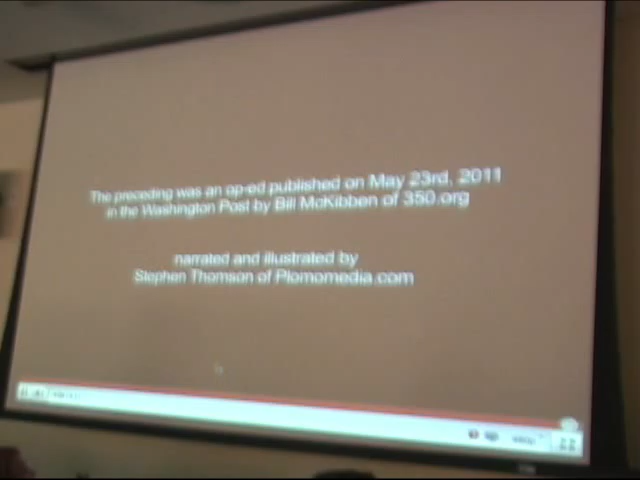 The preceding was an op-ed published on May 23rd, 2011
in the Washington Post by Bill McKibben of 350.org
narrated and illustrated by
Stephen Thomson of Plomomedia.com